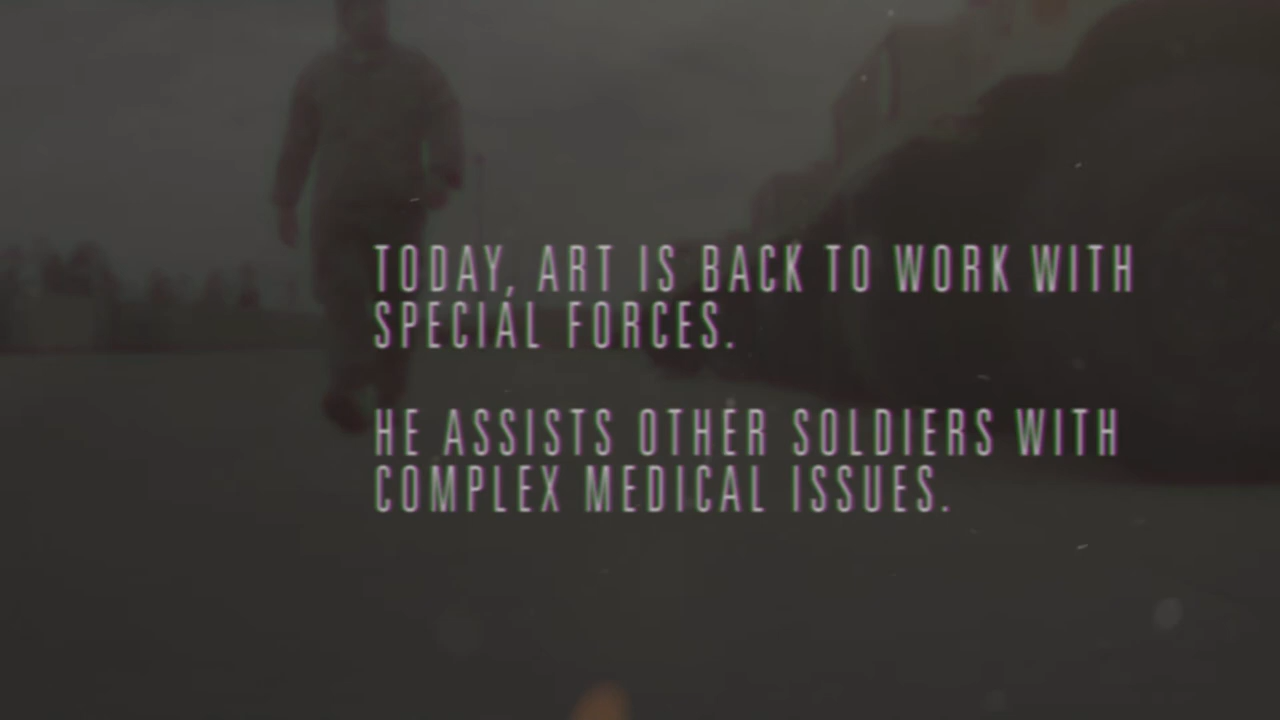 TODAY, ART IS BACK TO WORK WITH
SPECIAL FORCES.
HE ASSISTS OTHER SOLDIERS WITH
COMPLEX MEDICAL ISSUES.